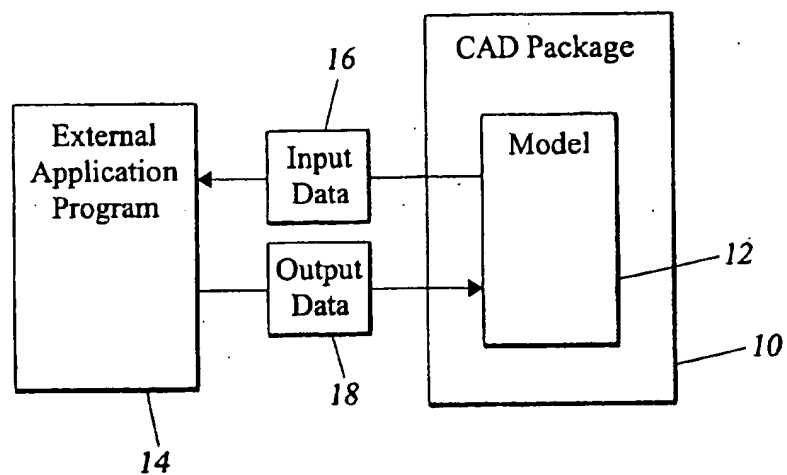 CAD Package
16
External
Application
Program
Input
Data
Model
Output
Data
12
10
18
14